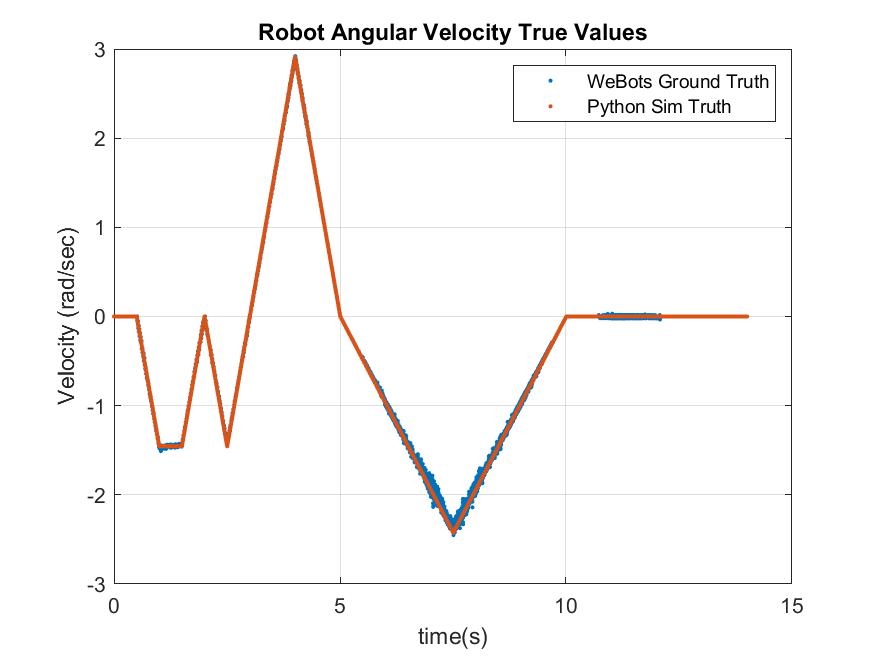 Robot Angular Velocity True Values
WeBots Ground Truth
Python Sim Truth
3
2
1
0
-1
-2
-3
Velocity (rad/sec)
0 5 10 15
time(s)